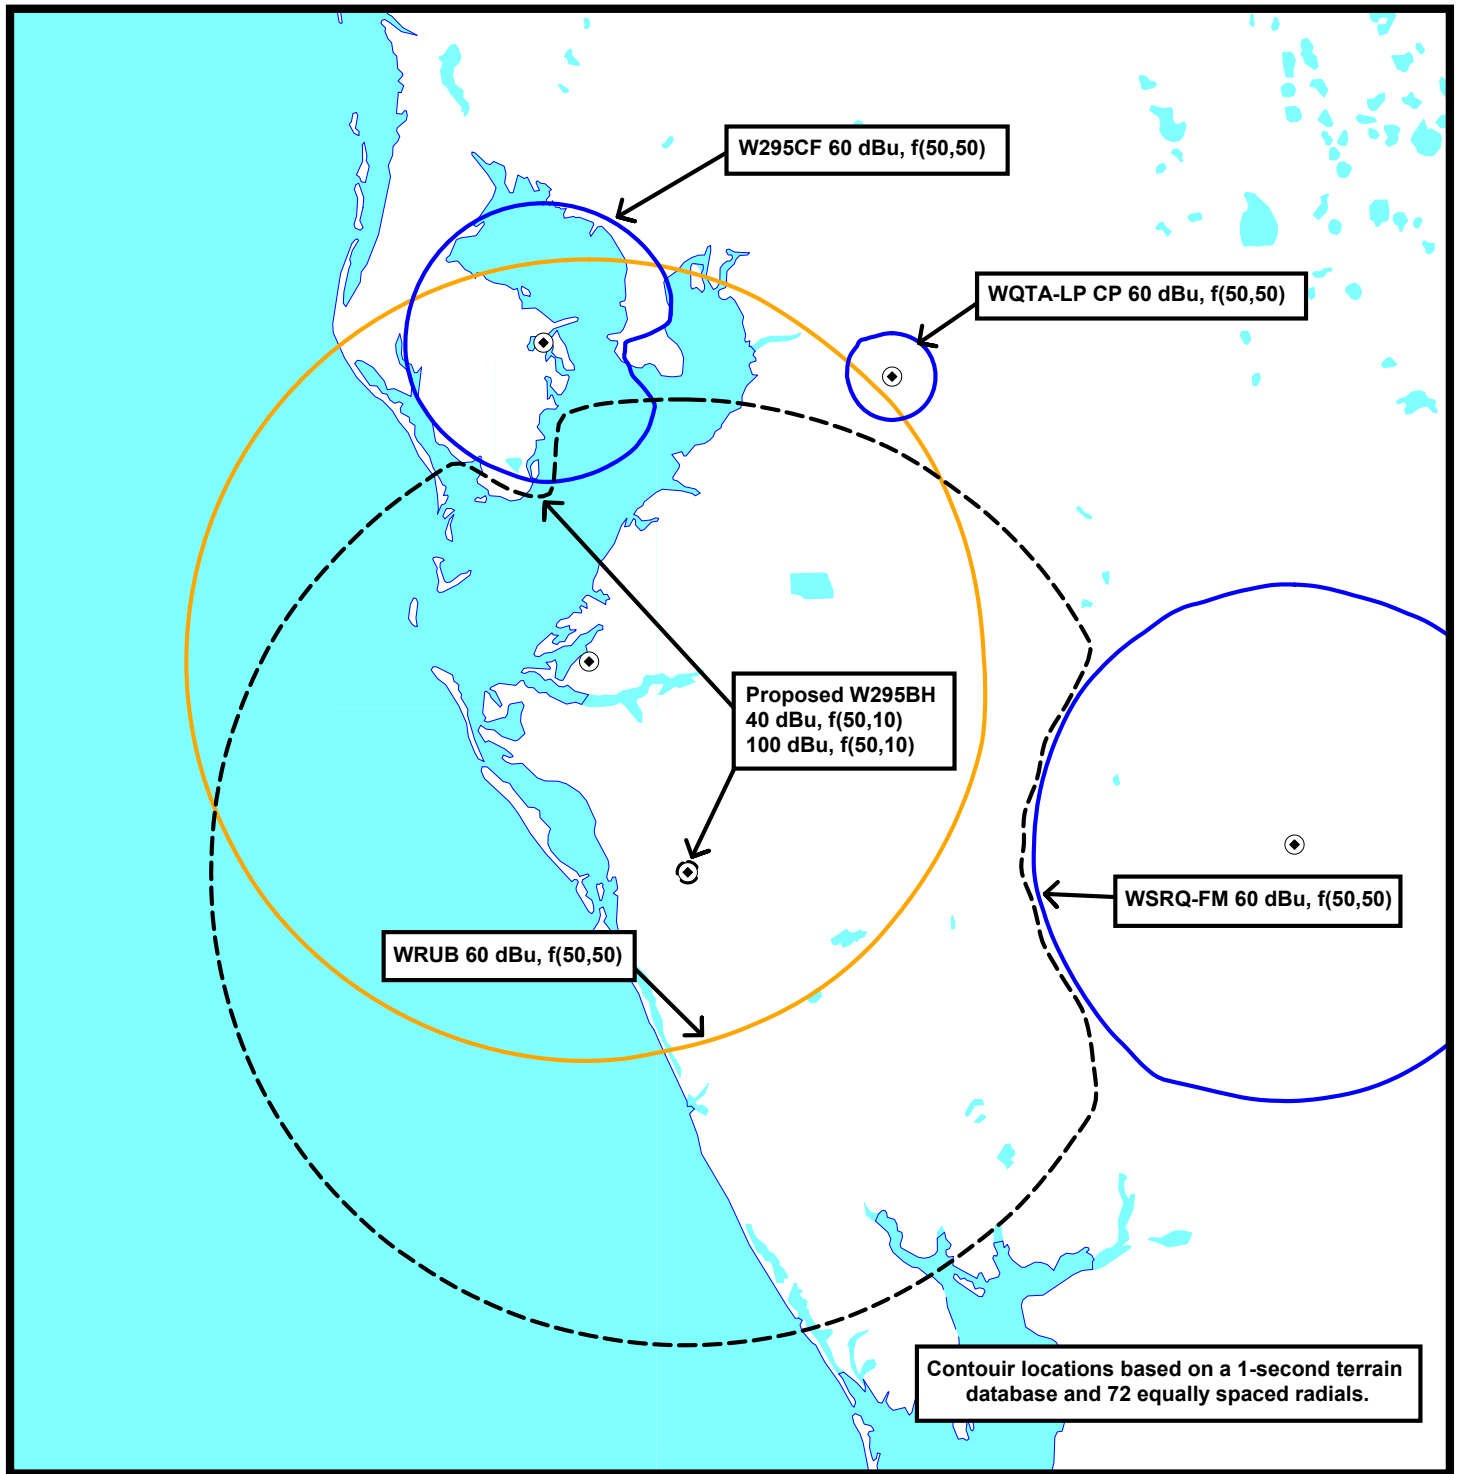 W295CF 60 dBu, f(50,50)
WQTA-LP CP 60 dBu, f(50,50)
Proposed W295BH
40 dBu, f(50,10)
100 dBu, f(50,10)
WSRQ-FM 60 dBu, f(50,50)
WRUB 60 dBu, f(50,50)
Contouir locations based on a 1-second terrain
database and 72 equally spaced radials.